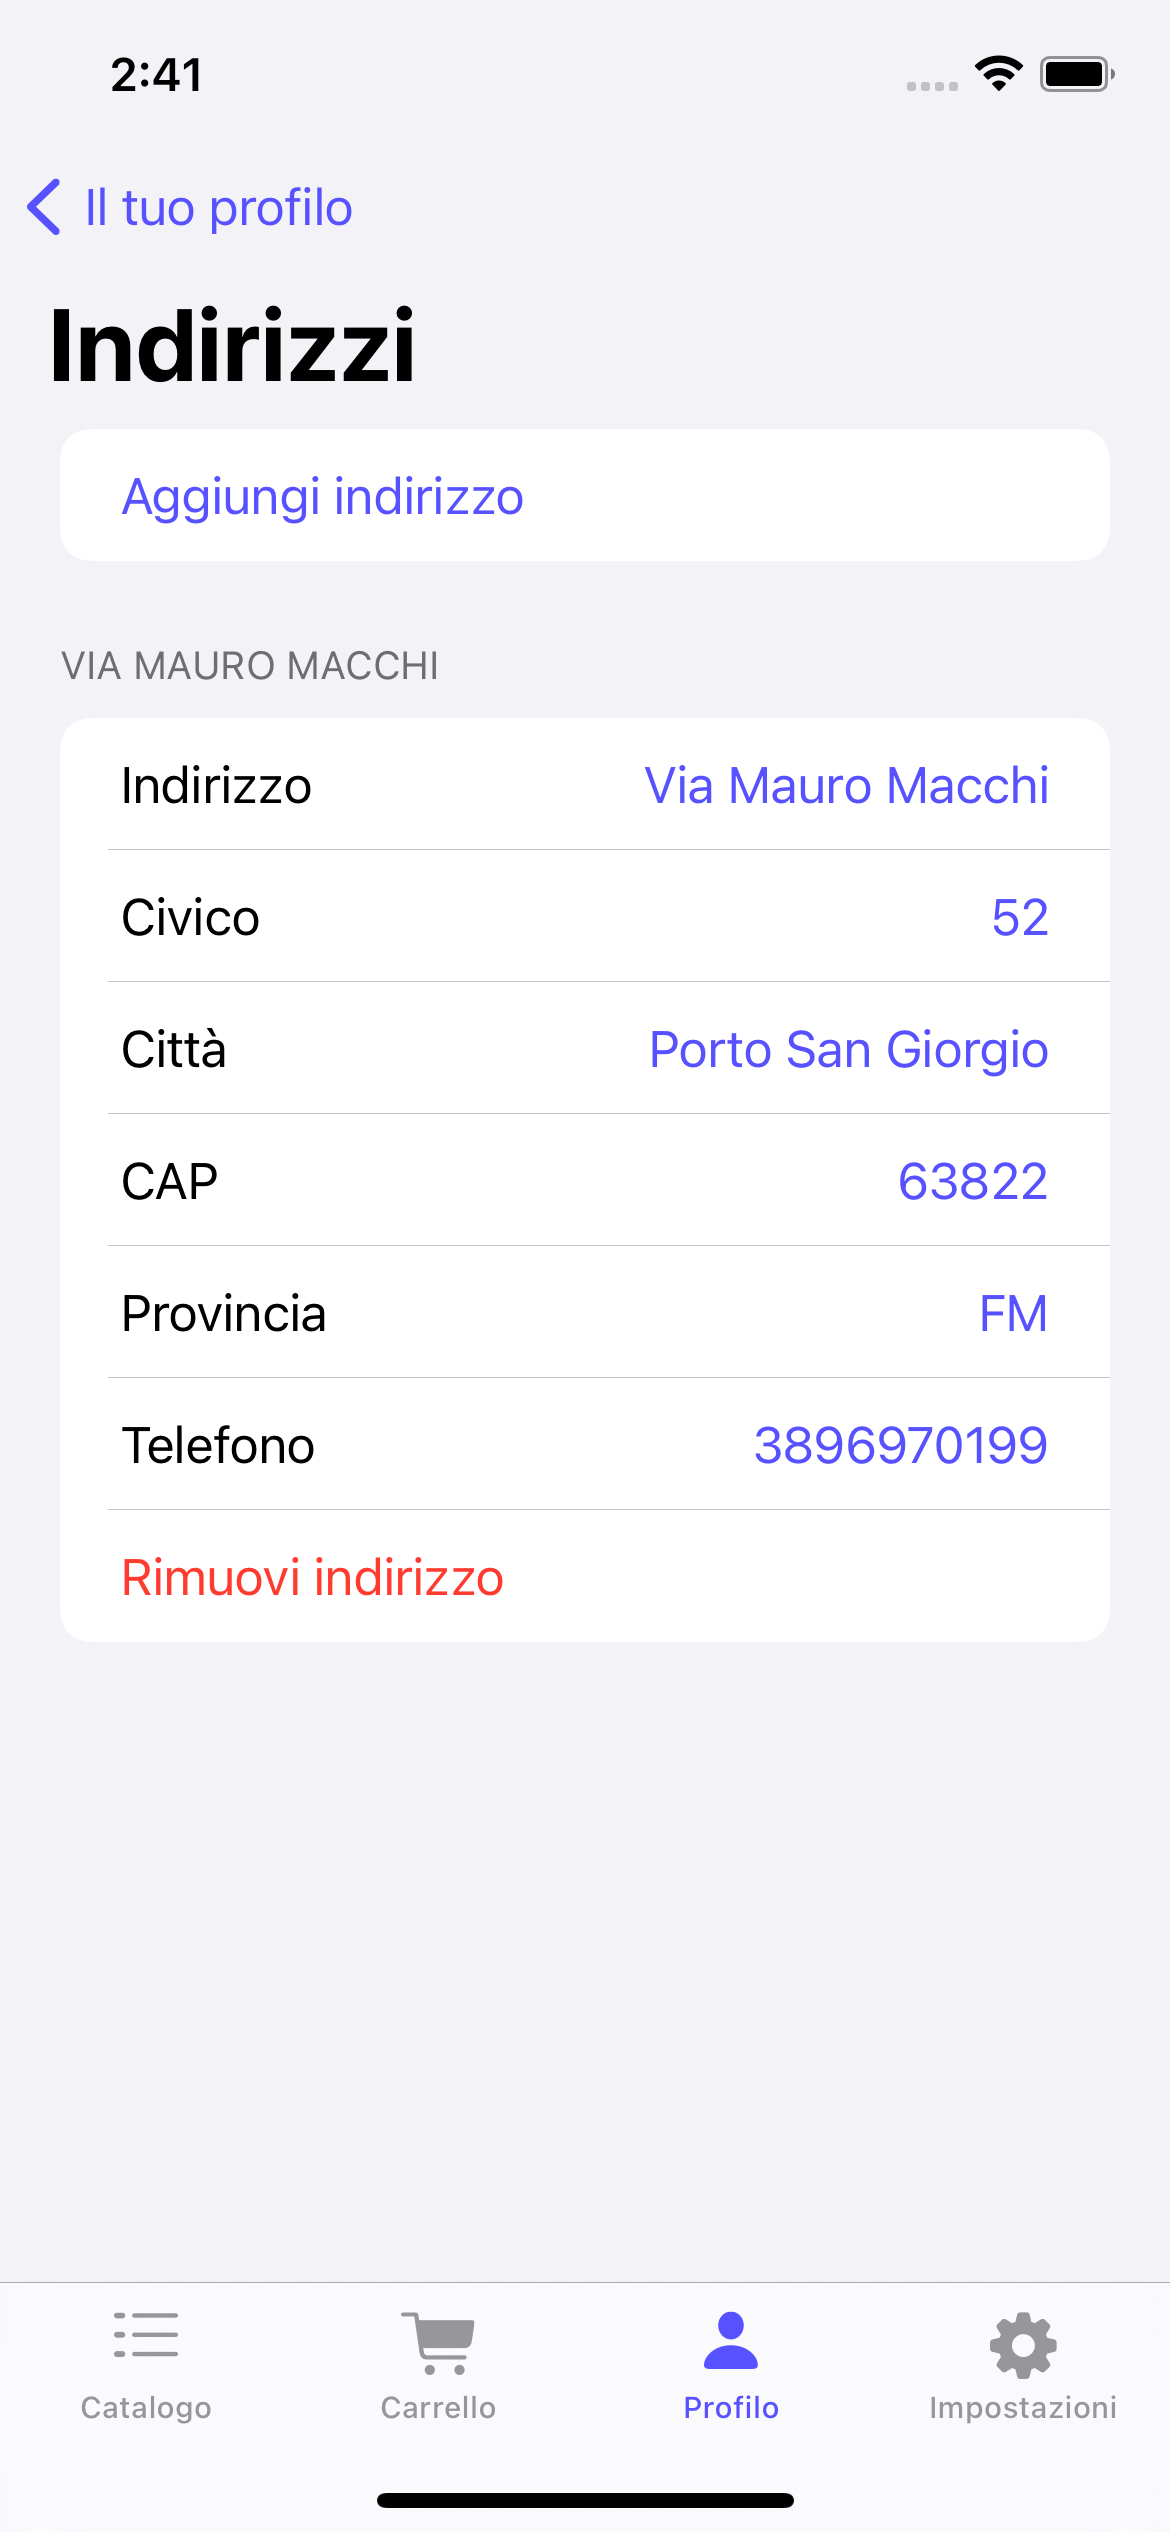 2:41
Il tuo profilo
Indirizzi
Aggiungi indirizzo
VIA MAURO MACCHI
Indirizzo Via Mauro Macchi
Civico 52
Città Porto San Giorgio
CAP 63822
Provincia FM
Telefono 3896970199
Rimuovi indirizzo
Catalogo Carrello Profilo Impostazioni